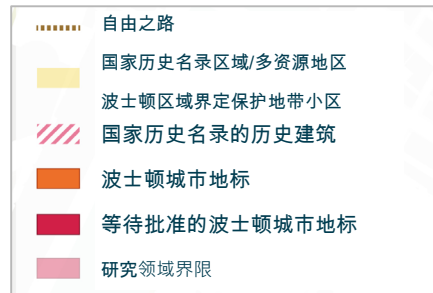 自由之路
国家历史名录区域/多资源地区
波士顿区域界定保护地带小区
国家历史名录的历史建筑
波士顿城市地标
等待批准的波士顿城市地标
研究领域界限